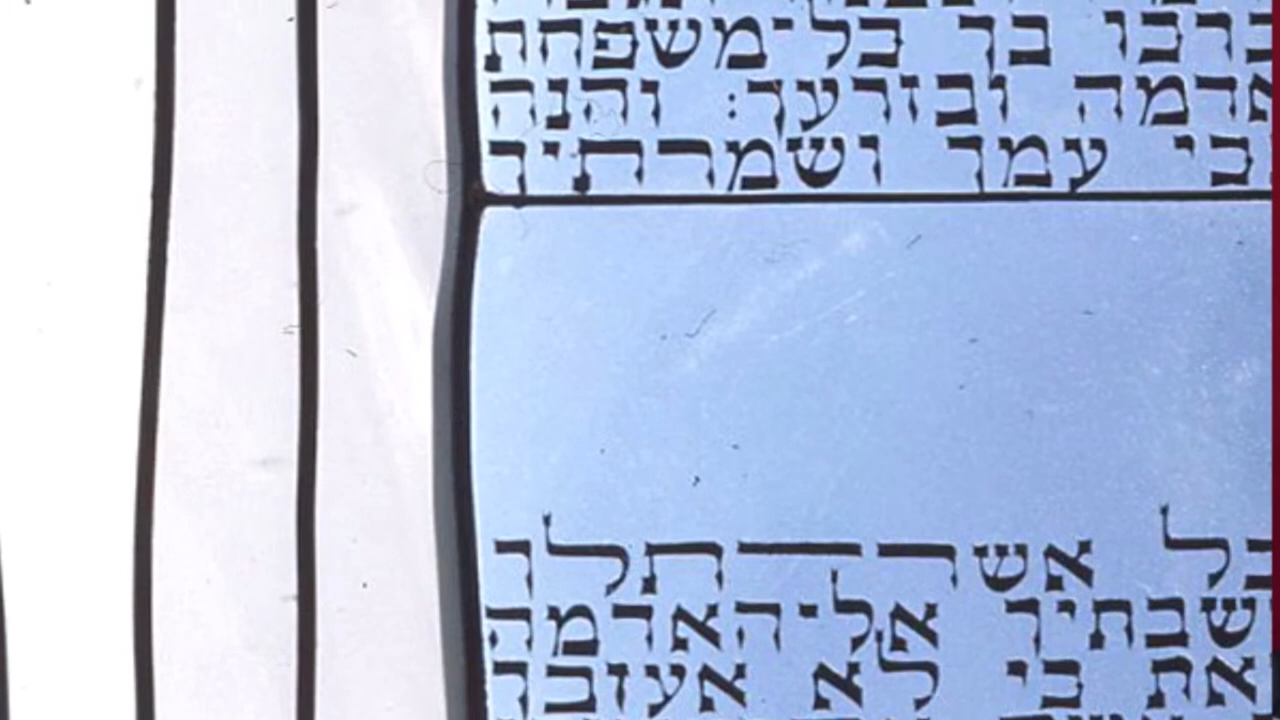 ברכו בך כל־משפחת
אדמה ובזרעך: והנה
כי עמך ושמרתיך
כל אשר־תלך
שבתיך אל־האדמה
את כי לא אעזבך